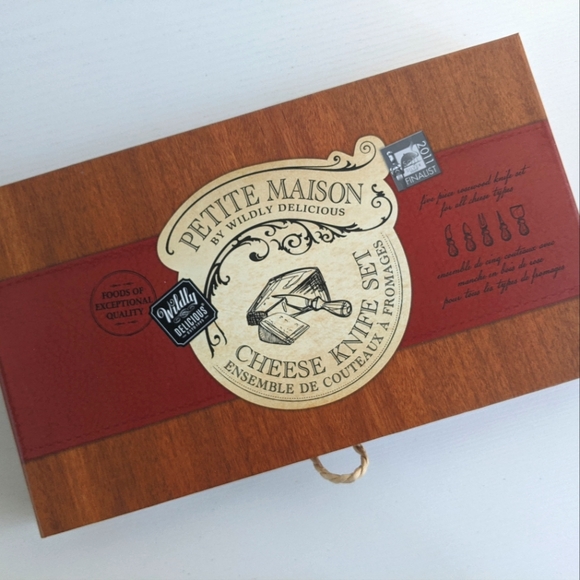 PETITE MAISON
BY WILDLY DELICIOUS
CHEESE KNIFE SET
ENSEMBLE DE COUTEAUX À FROMAGES
FOODS OF
EXCEPTIONAL
QUALITY
Wildly
DELICIOUS
2011
FINALIST
five piece rosewood knife set
for all cheese types
ensemble de cinq couteaux avec
manche en bois de rose
pour tous les types de fromages